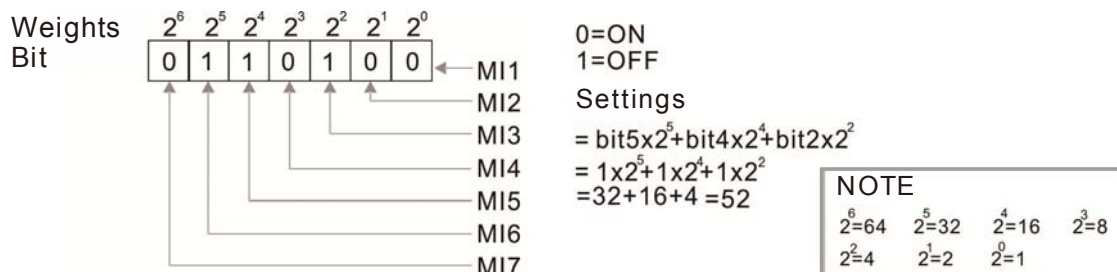 Weights 2⁶ 2⁵ 2⁴ 2³ 2² 2¹ 2⁰
Bit 0 1 1 0 1 0 0
MI1
MI2
MI3
MI4
MI5
MI6
MI7
0=ON
1=OFF
Settings
= bit5x2⁵+bit4x2⁴+bit2x2²
= 1x2⁵+1x2⁴+1x2²
=32+16+4 =52
NOTE
2⁶=64 2⁵=32 2⁴=16 2³=8
2²=4 2¹=2 2⁰=1